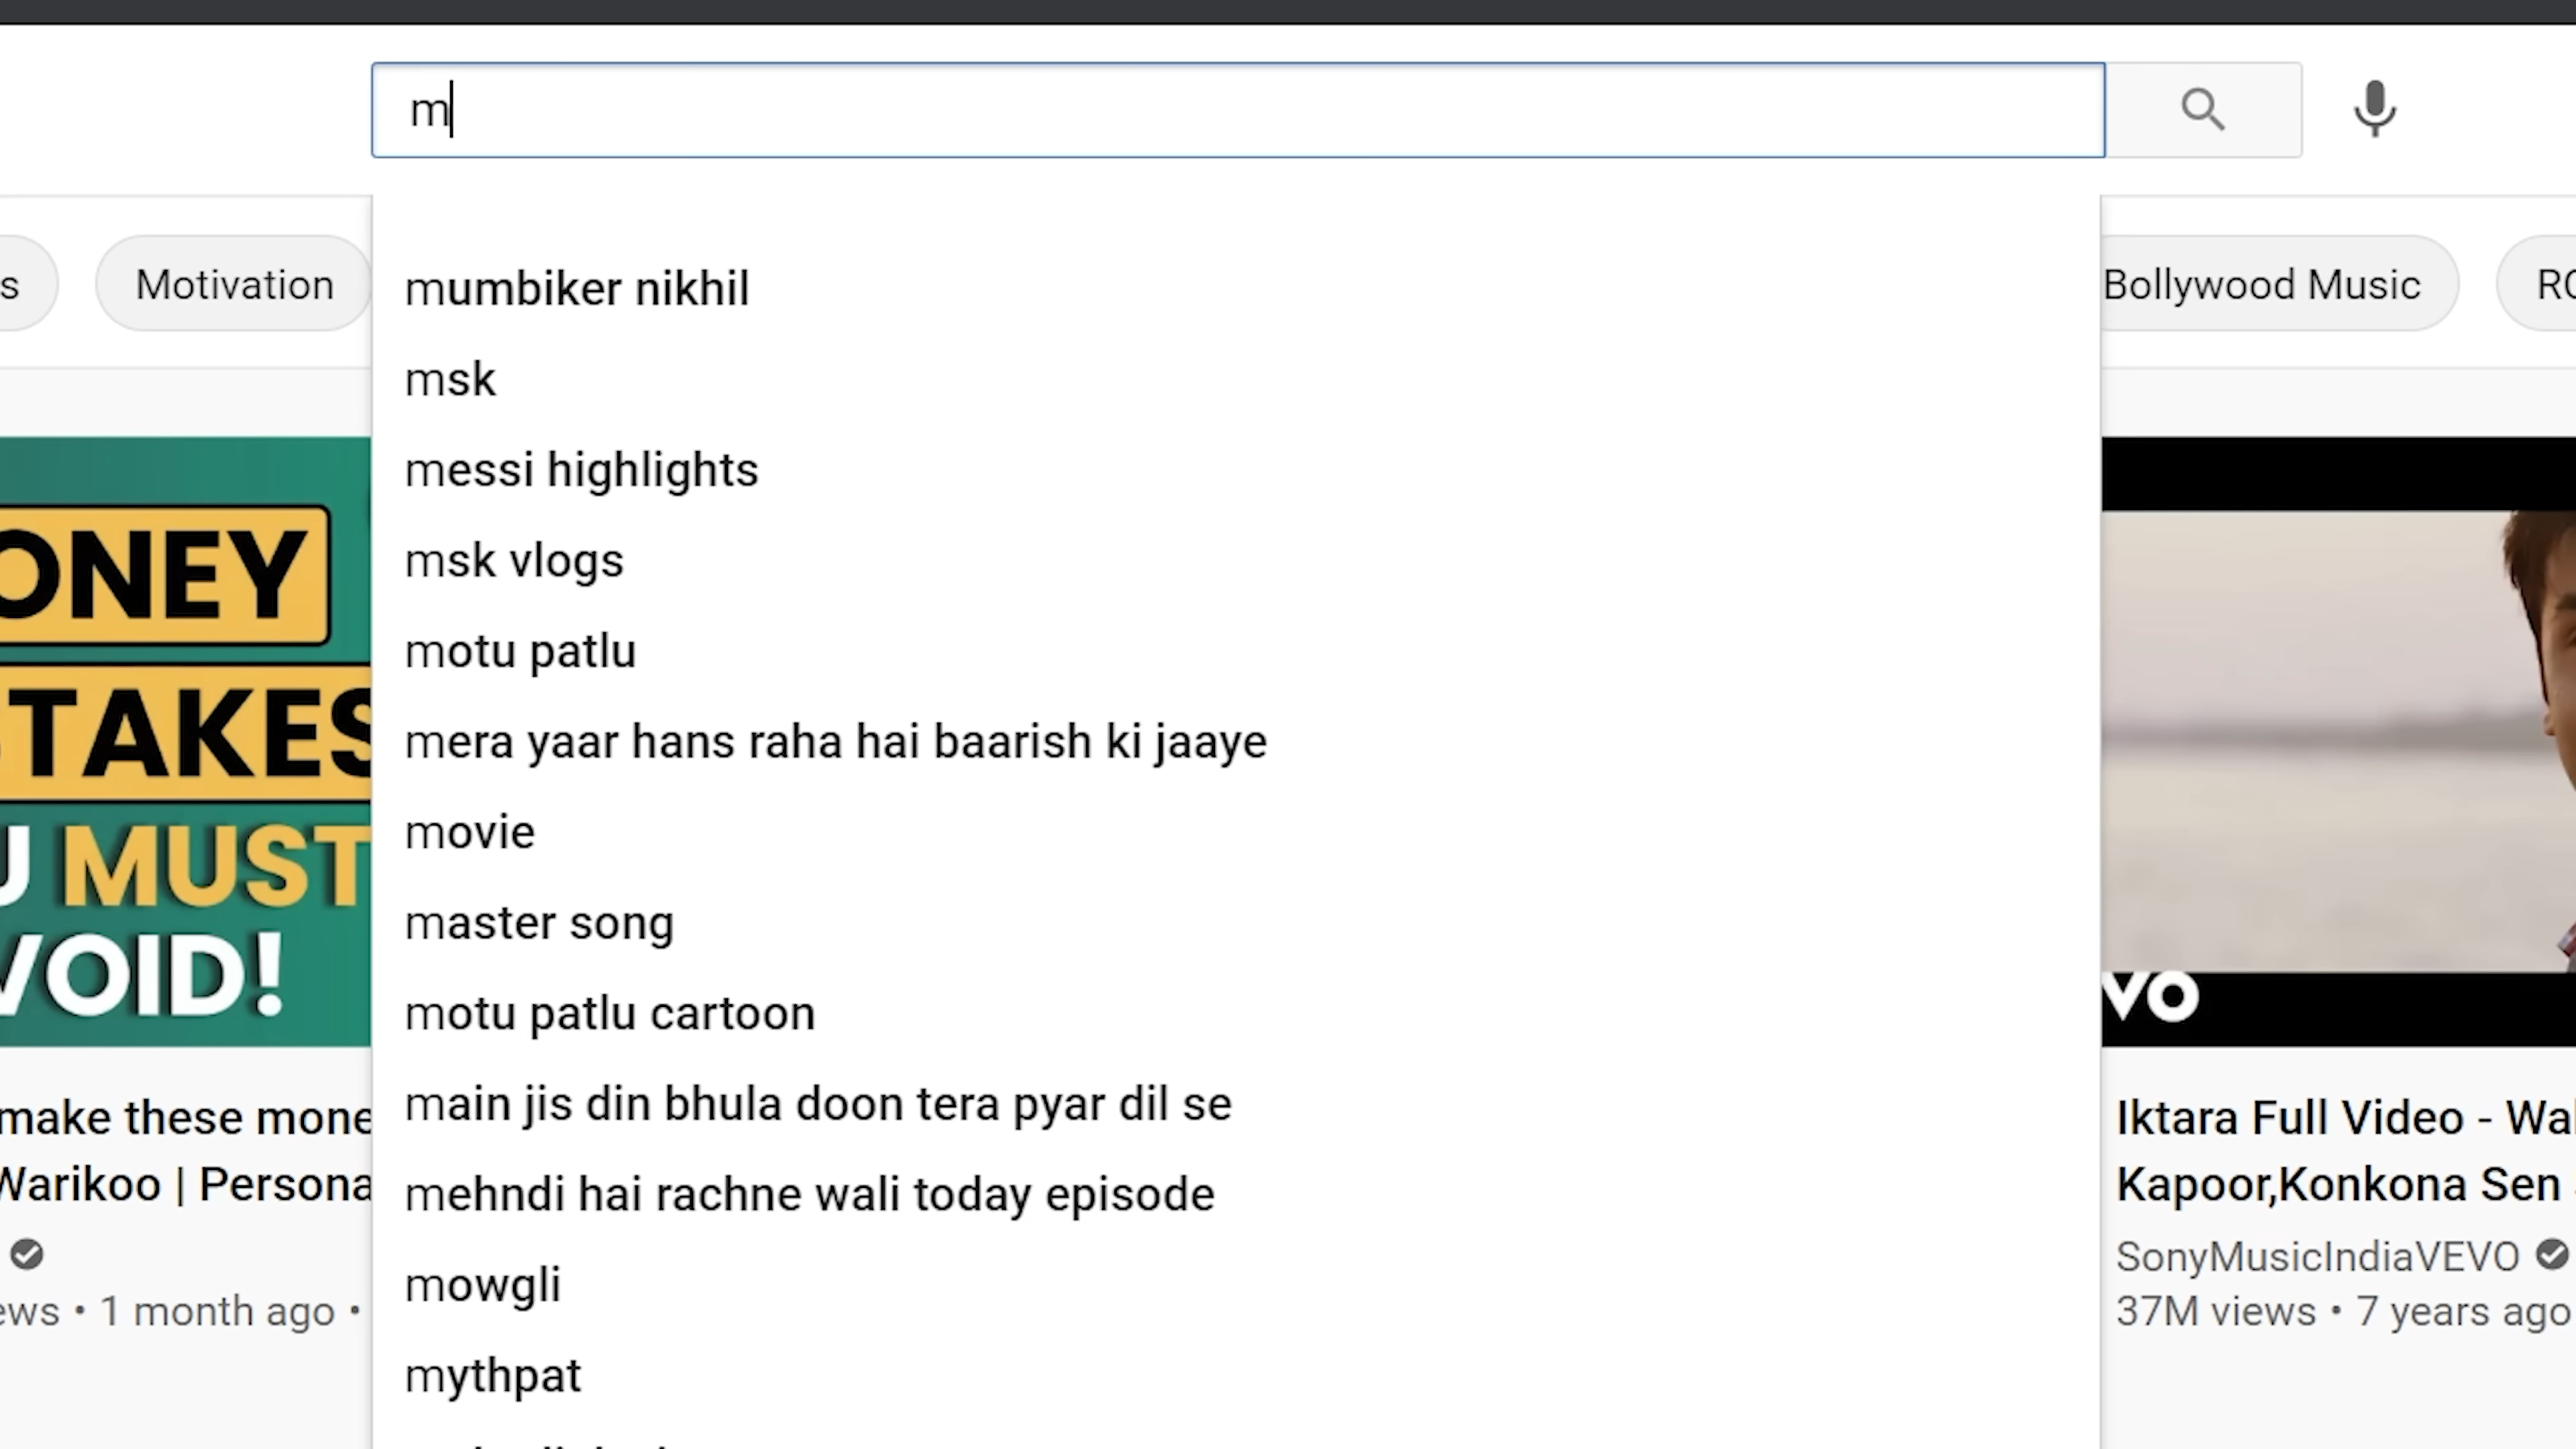 m
s
Motivation
Bollywood Music
mumbiker nikhil
msk
messi highlights
msk vlogs
motu patlu
mera yaar hans raha hai baarish ki jaaye
movie
master song
motu patlu cartoon
main jis din bhula doon tera pyar dil se
mehndi hai rachne wali today episode
mowgli
mythpat
ONEY
STAKES
U MUST
VOID!
make these mone
Warikoo | Persona
ews • 1 month ago •
VO
Iktara Full Video - Wa
Kapoor,Konkona Sen
SonyMusicIndiaVEVO
37M views • 7 years ago